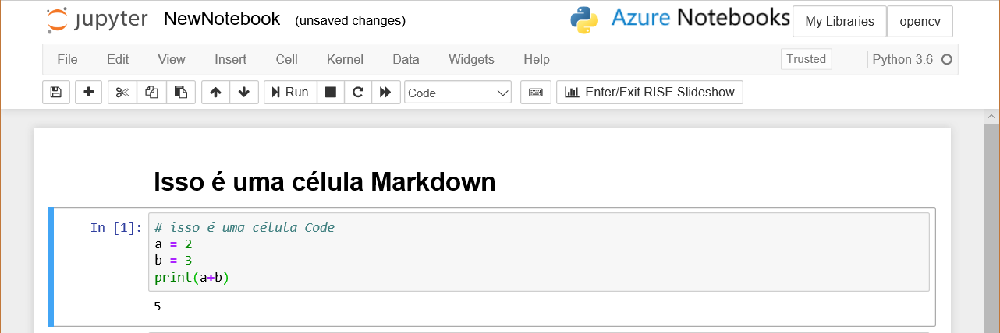 jupyter NewNotebook (unsaved changes) Azure Notebooks My Libraries opencv
File Edit View Insert Cell Kernel Data Widgets Help Trusted Python 3.6
Run Code Enter/Exit RISE Slideshow
Isso é uma célula Markdown
In [1]: # isso é uma célula Code
a = 2
b = 3
print(a+b)
5